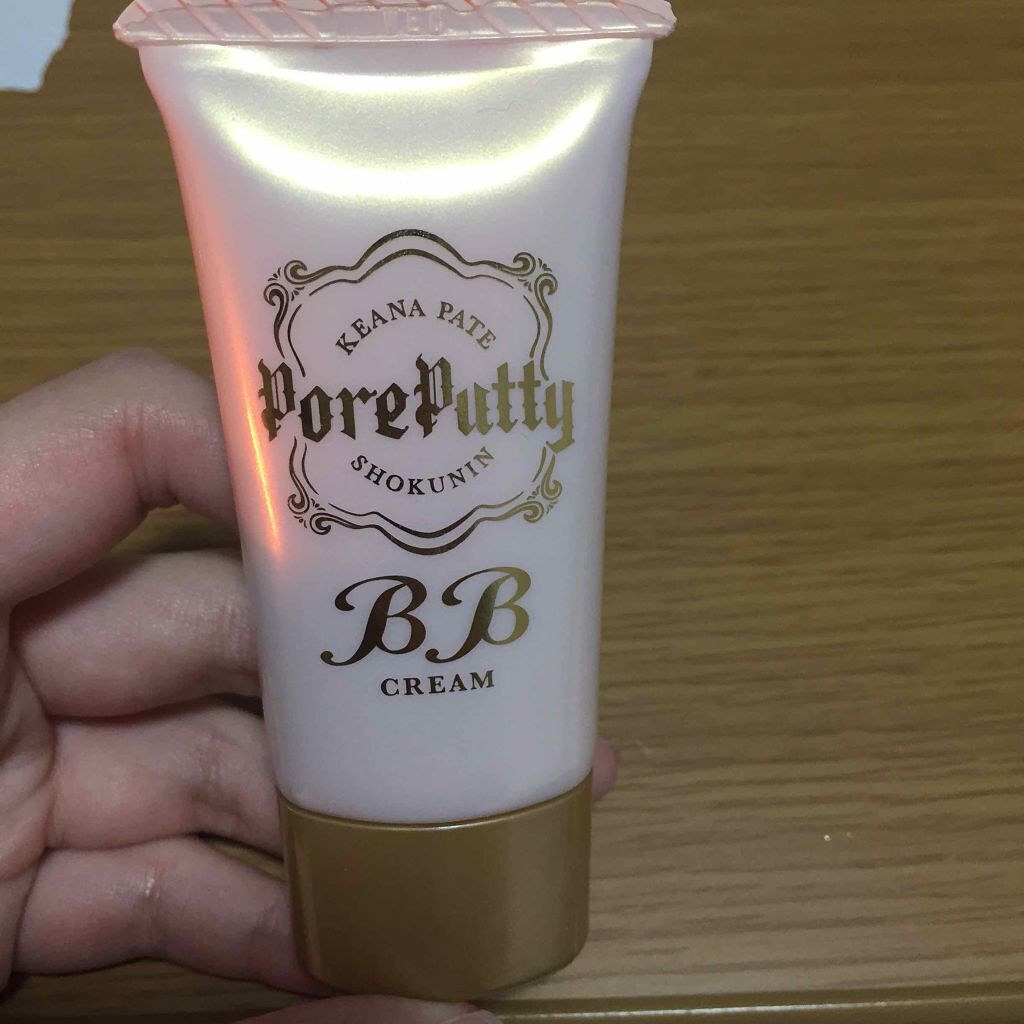 KEANA PATE
PorePutty
SHOKUNIN
BB
CREAM